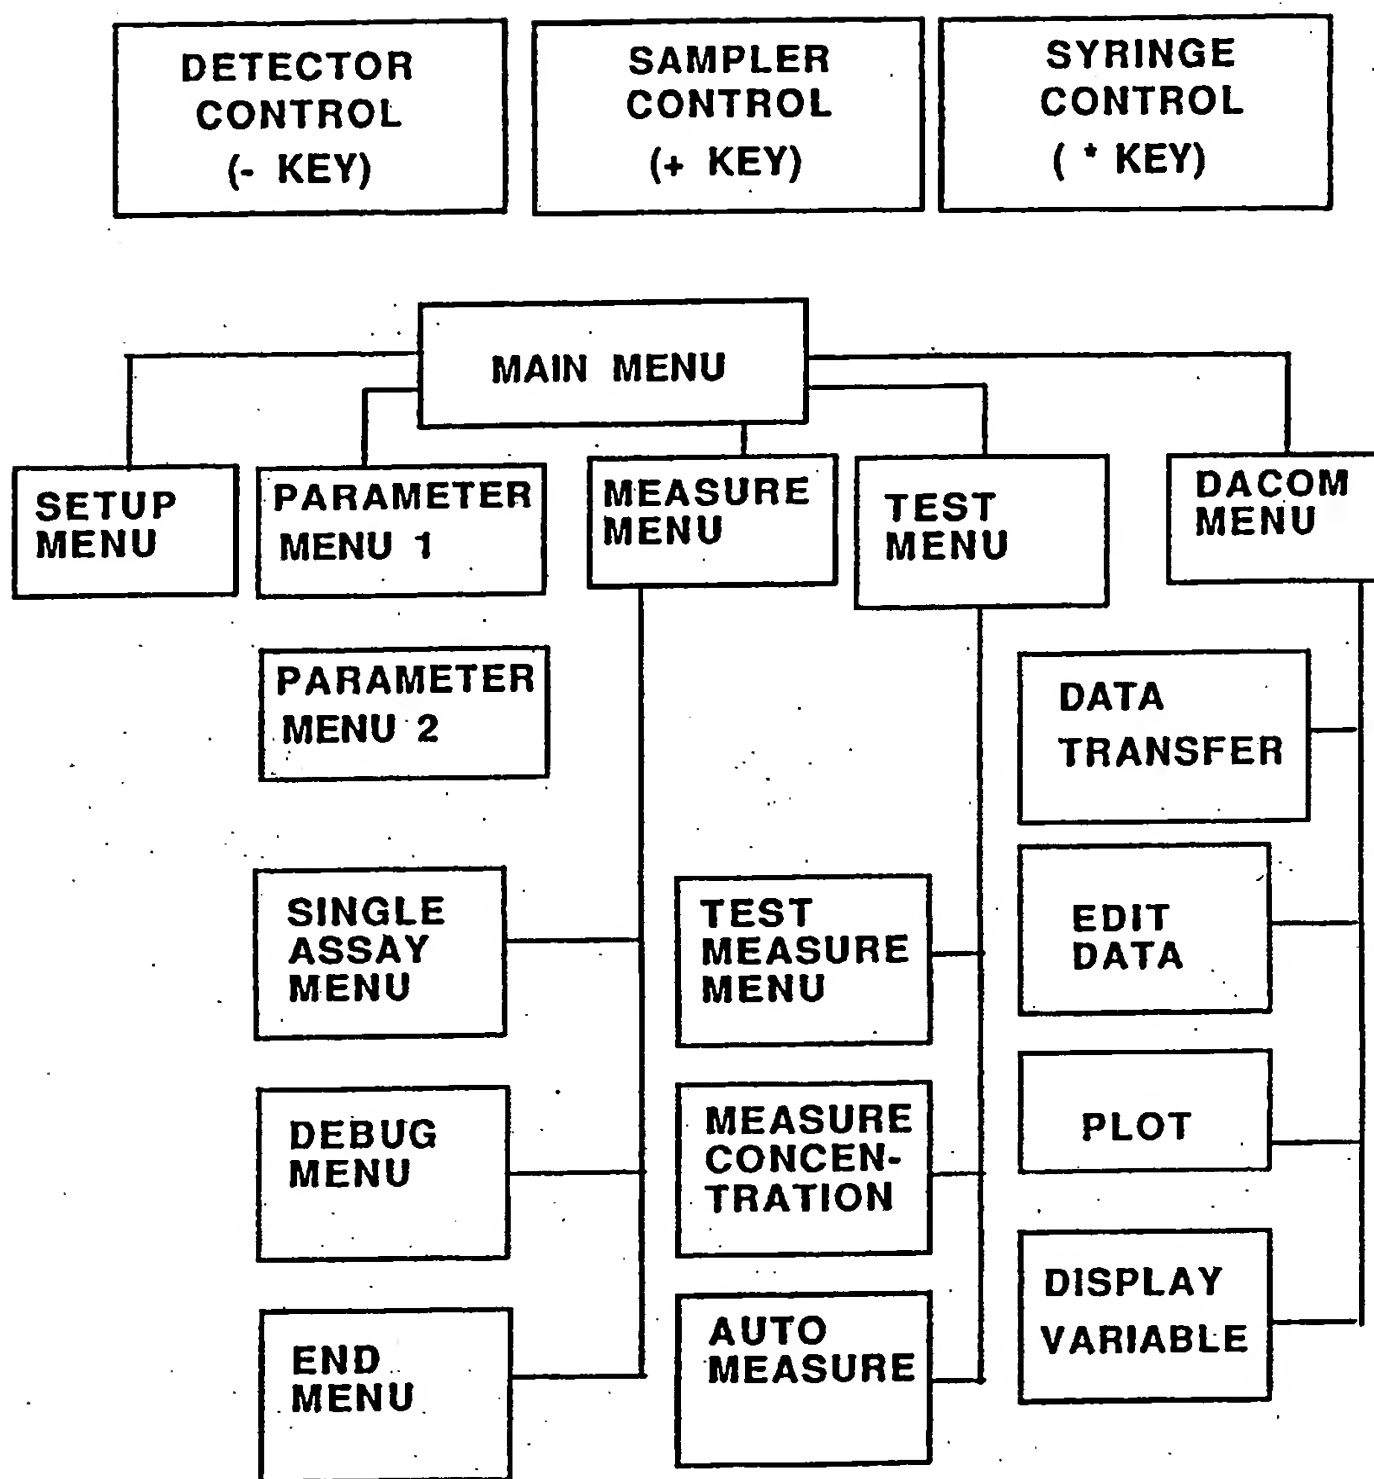 DETECTOR
CONTROL
(- KEY)
SAMPLER
CONTROL
(+ KEY)
SYRINGE
CONTROL
( * KEY)
MAIN MENU
SETUP
MENU
PARAMETER
MENU 1
MEASURE
MENU
TEST
MENU
DACOM
MENU
PARAMETER
MENU 2
DATA
TRANSFER
SINGLE
ASSAY
MENU
TEST
MEASURE
MENU
EDIT
DATA
DEBUG
MENU
MEASURE
CONCEN-
TRATION
PLOT
END
MENU
AUTO
MEASURE
DISPLAY
VARIABLE